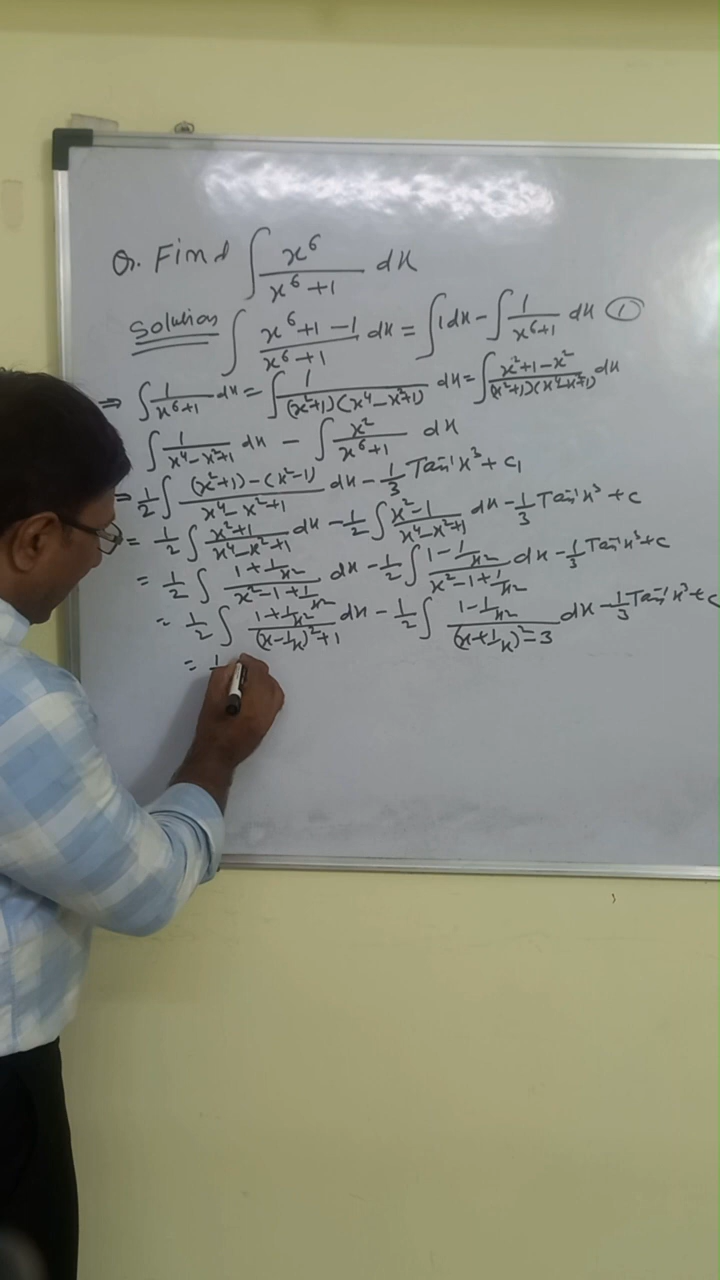 Q. Find ∫ x⁶/(x⁶+1) dx
Solution ∫ (x⁶+1-1)/(x⁶+1) dx = ∫1dx - ∫ 1/(x⁶+1) dx ①
⇒ ∫ 1/(x⁶+1) dx = ∫ 1/((x²+1)(x⁴-x²+1)) dx = ∫ (x²+1-x²)/((x²+1)(x⁴-x²+1)) dx
∫ 1/(x⁴-x²+1) dx - ∫ x²/(x⁶+1) dx
⇒ 1/2 ∫ ((x²+1)-(x²-1))/(x⁴-x²+1) dx - 1/3 Tan⁻¹x³ + C₁
= 1/2 ∫ (x²+1)/(x⁴-x²+1) dx - 1/2 ∫ (x²-1)/(x⁴-x²+1) dx - 1/3 Tan⁻¹x³ + C
= 1/2 ∫ (1+1/x²)/(x²-1+1/x²) dx - 1/2 ∫ (1-1/x²)/(x²-1+1/x²) dx - 1/3 Tan⁻¹x³ + C
= 1/2 ∫ (1+1/x²)/((x-1/x)²+1) dx - 1/2 ∫ (1-1/x²)/((x+1/x)²-3) dx - 1/3 Tan⁻¹x³ + C
= 1